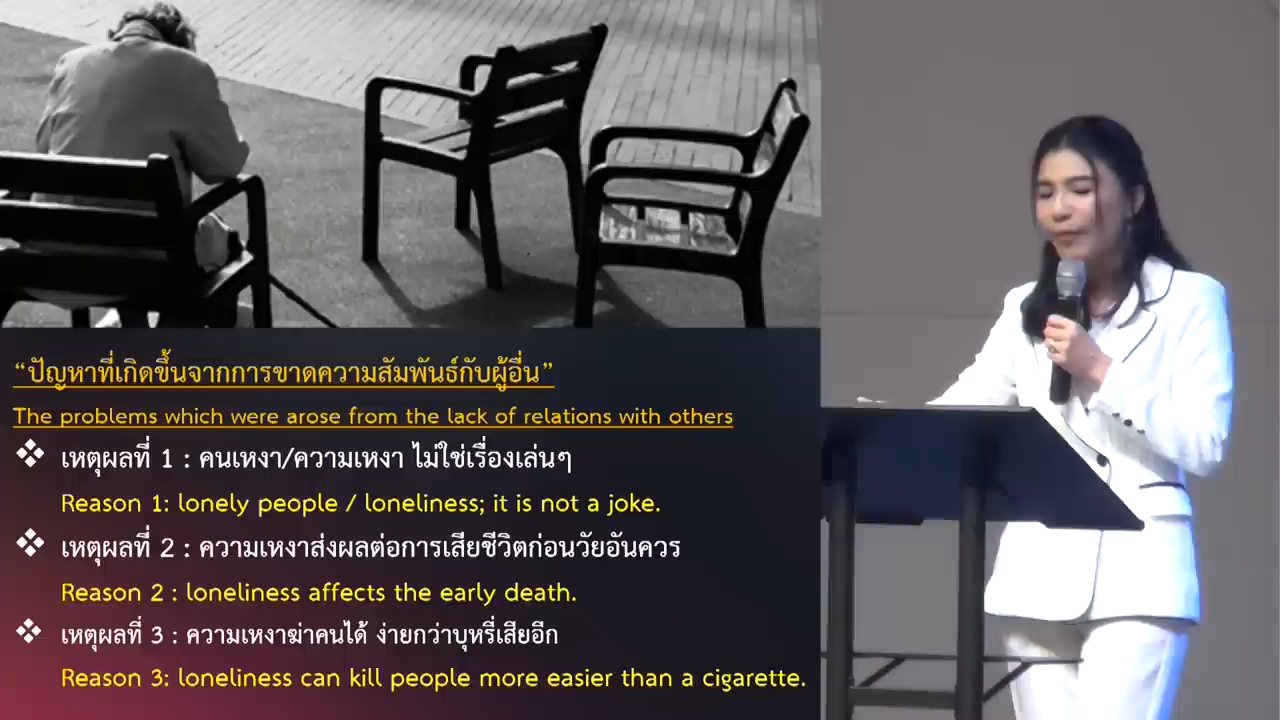 “ปัญหาที่เกิดขึ้นจากการขาดความสัมพันธ์กับผู้อื่น”
The problems which were arose from the lack of relations with others
❖ เหตุผลที่ 1 : คนเหงา/ความเหงา ไม่ใช่เรื่องเล่นๆ
Reason 1: lonely people / loneliness; it is not a joke.
❖ เหตุผลที่ 2 : ความเหงาส่งผลต่อการเสียชีวิตก่อนวัยอันควร
Reason 2 : loneliness affects the early death.
❖ เหตุผลที่ 3 : ความเหงาฆ่าคนได้ ง่ายกว่าบุหรี่เสียอีก
Reason 3: loneliness can kill people more easier than a cigarette.